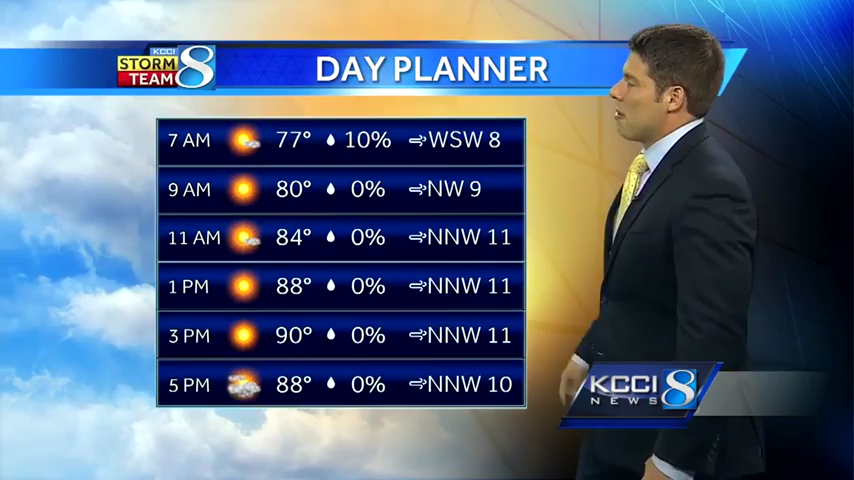 KCCI
STORM
TEAM 8
DAY PLANNER
7 AM 77° 10% WSW 8
9 AM 80° 0% NW 9
11 AM 84° 0% NNW 11
1 PM 88° 0% NNW 11
3 PM 90° 0% NNW 11
5 PM 88° 0% NNW 10
KCCI 8
NEWS